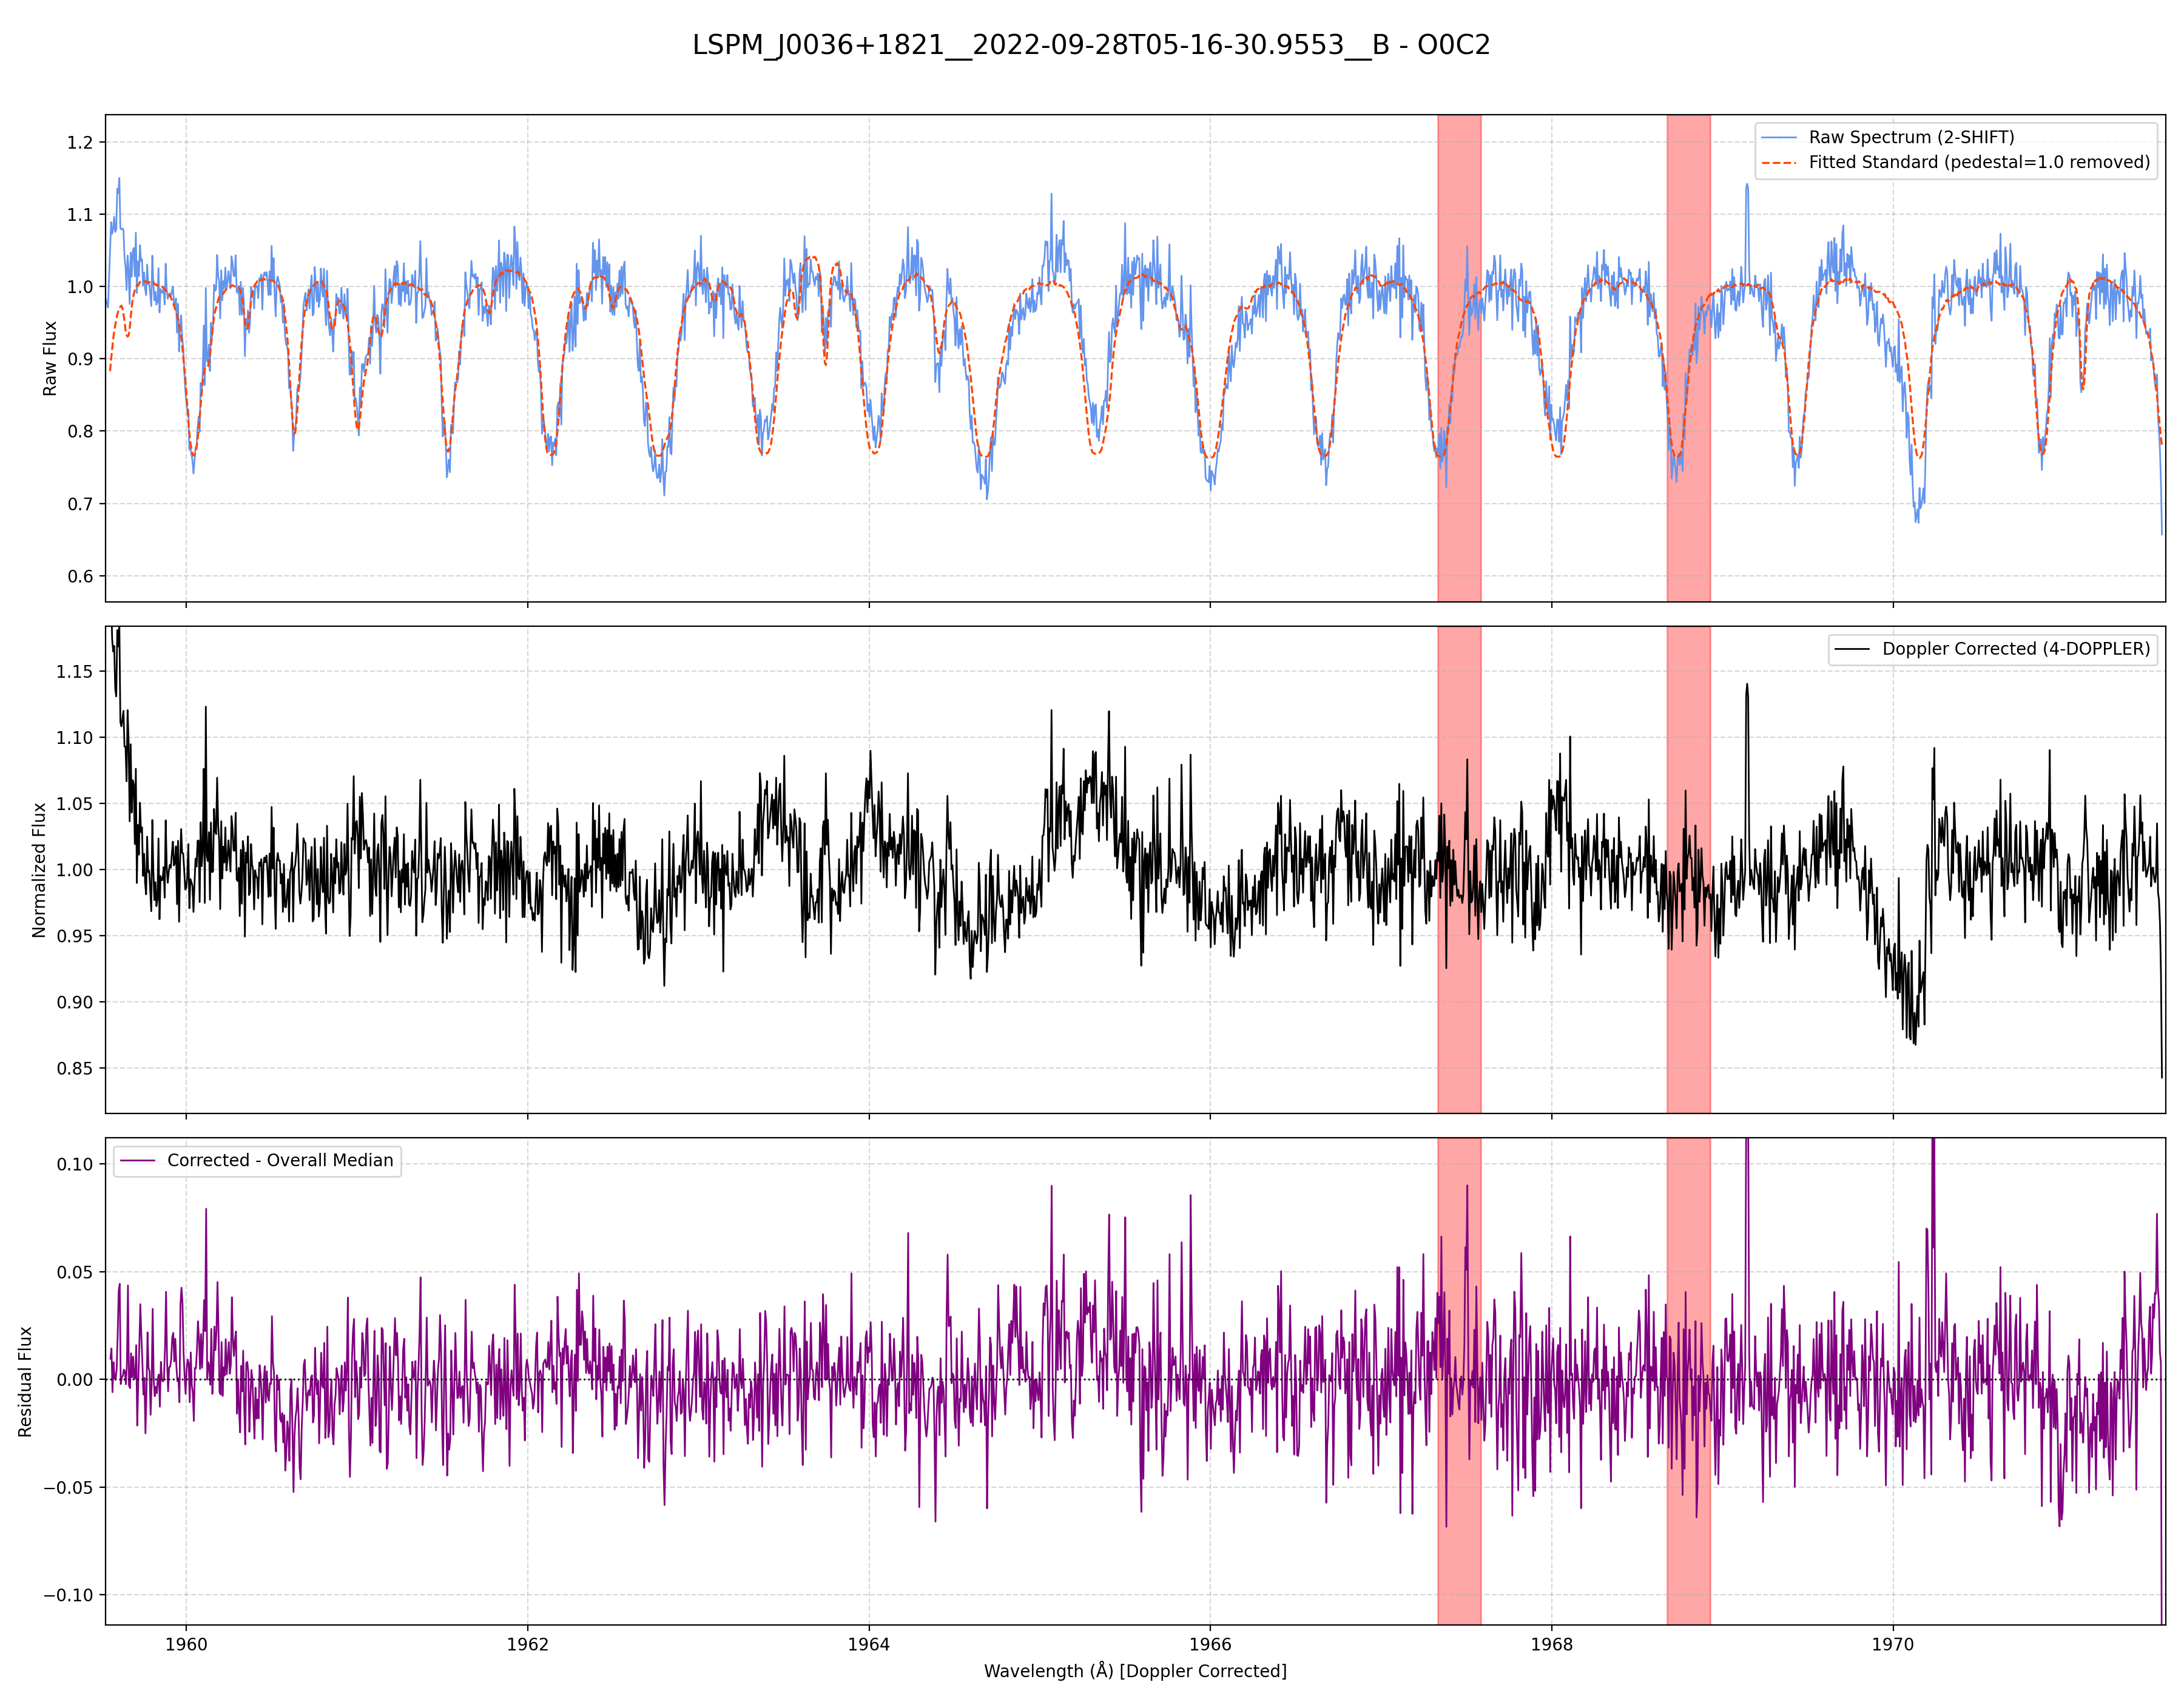 LSPM_J0036+1821__2022-09-28T05-16-30.9553__B - O0C2
Raw Flux
1.2
1.1
1.0
0.9
0.8
0.7
0.6
Raw Spectrum (2-SHIFT)
Fitted Standard (pedestal=1.0 removed)
Normalized Flux
1.15
1.10
1.05
1.00
0.95
0.90
0.85
Doppler Corrected (4-DOPPLER)
Residual Flux
0.10
0.05
0.00
−0.05
−0.10
Corrected - Overall Median
1960 1962 1964 1966 1968 1970
Wavelength (Å) [Doppler Corrected]